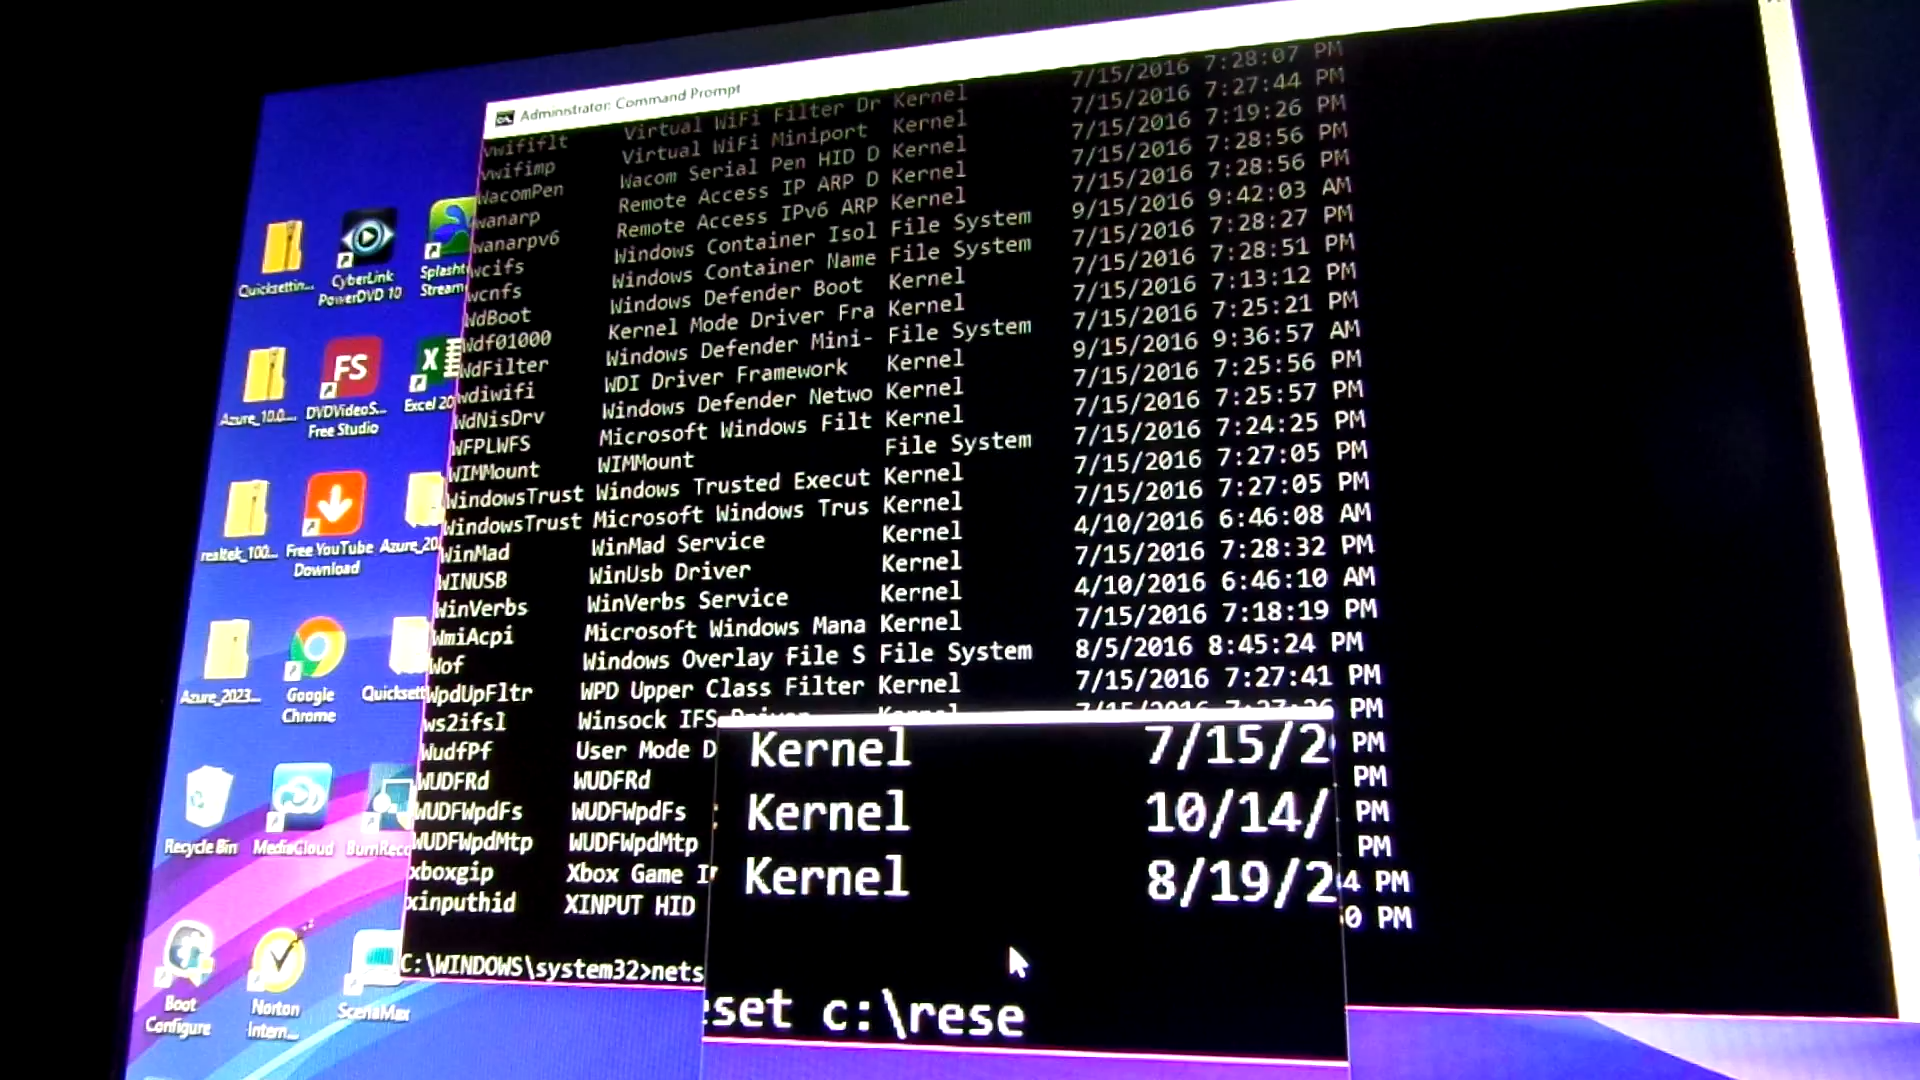 Administrator: Command Prompt
vwififlt Virtual WiFi Filter Dr Kernel 7/15/2016 7:28:07 PM
vwifimp Virtual WiFi Miniport Kernel 7/15/2016 7:27:44 PM
WacomPen Wacom Serial Pen HID D Kernel 7/15/2016 7:19:26 PM
wanarp Remote Access IP ARP D Kernel 7/15/2016 7:28:56 PM
wanarpv6 Remote Access IPv6 ARP Kernel 7/15/2016 7:28:56 PM
wcifs Windows Container Isol File System 9/15/2016 9:42:03 AM
wcnfs Windows Container Name File System 7/15/2016 7:28:27 PM
WdBoot Windows Defender Boot Kernel 7/15/2016 7:28:51 PM
Wdf01000 Kernel Mode Driver Fra Kernel 7/15/2016 7:13:12 PM
WdFilter Windows Defender Mini- File System 7/15/2016 7:25:21 PM
wdiwifi WDI Driver Framework Kernel 9/15/2016 9:36:57 AM
WdNisDrv Windows Defender Netwo Kernel 7/15/2016 7:25:56 PM
WFPLWFS Microsoft Windows Filt Kernel 7/15/2016 7:25:57 PM
WIMMount WIMMount File System 7/15/2016 7:24:25 PM
WindowsTrust Windows Trusted Execut Kernel 7/15/2016 7:27:05 PM
WindowsTrust Microsoft Windows Trus Kernel 7/15/2016 7:27:05 PM
WinMad WinMad Service Kernel 4/10/2016 6:46:08 AM
WINUSB WinUsb Driver Kernel 7/15/2016 7:28:32 PM
WinVerbs WinVerbs Service Kernel 4/10/2016 6:46:10 AM
WmiAcpi Microsoft Windows Mana Kernel 7/15/2016 7:18:19 PM
Wof Windows Overlay File S File System 8/5/2016 8:45:24 PM
WpdUpFltr WPD Upper Class Filter Kernel 7/15/2016 7:27:41 PM
ws2ifsl Winsock IFS PM
WudfPf User Mode D PM
WUDFRd WUDFRd PM
WUDFWpdFs WUDFWpdFs PM
WUDFWpdMtp WUDFWpdMtp PM
xboxgip Xbox Game I 4 PM
xinputhid XINPUT HID 0 PM
C:\WINDOWS\system32>nets
Kernel 7/15/2
Kernel 10/14/
Kernel 8/19/2
set c:\rese
Quicksettin...
CyberLink
PowerDVD 10
Splasht
Stream
Azure_10.0....
DVDVideoS...
Free Studio
FS
Excel 20
realtek_100...
Free YouTube
Download
Azure_20
Azure_2023...
Google
Chrome
Quicksett
Recycle Bin
MediaCloud
BurnReco
Boot
Configure
Norton
Intern...
ScenaMax